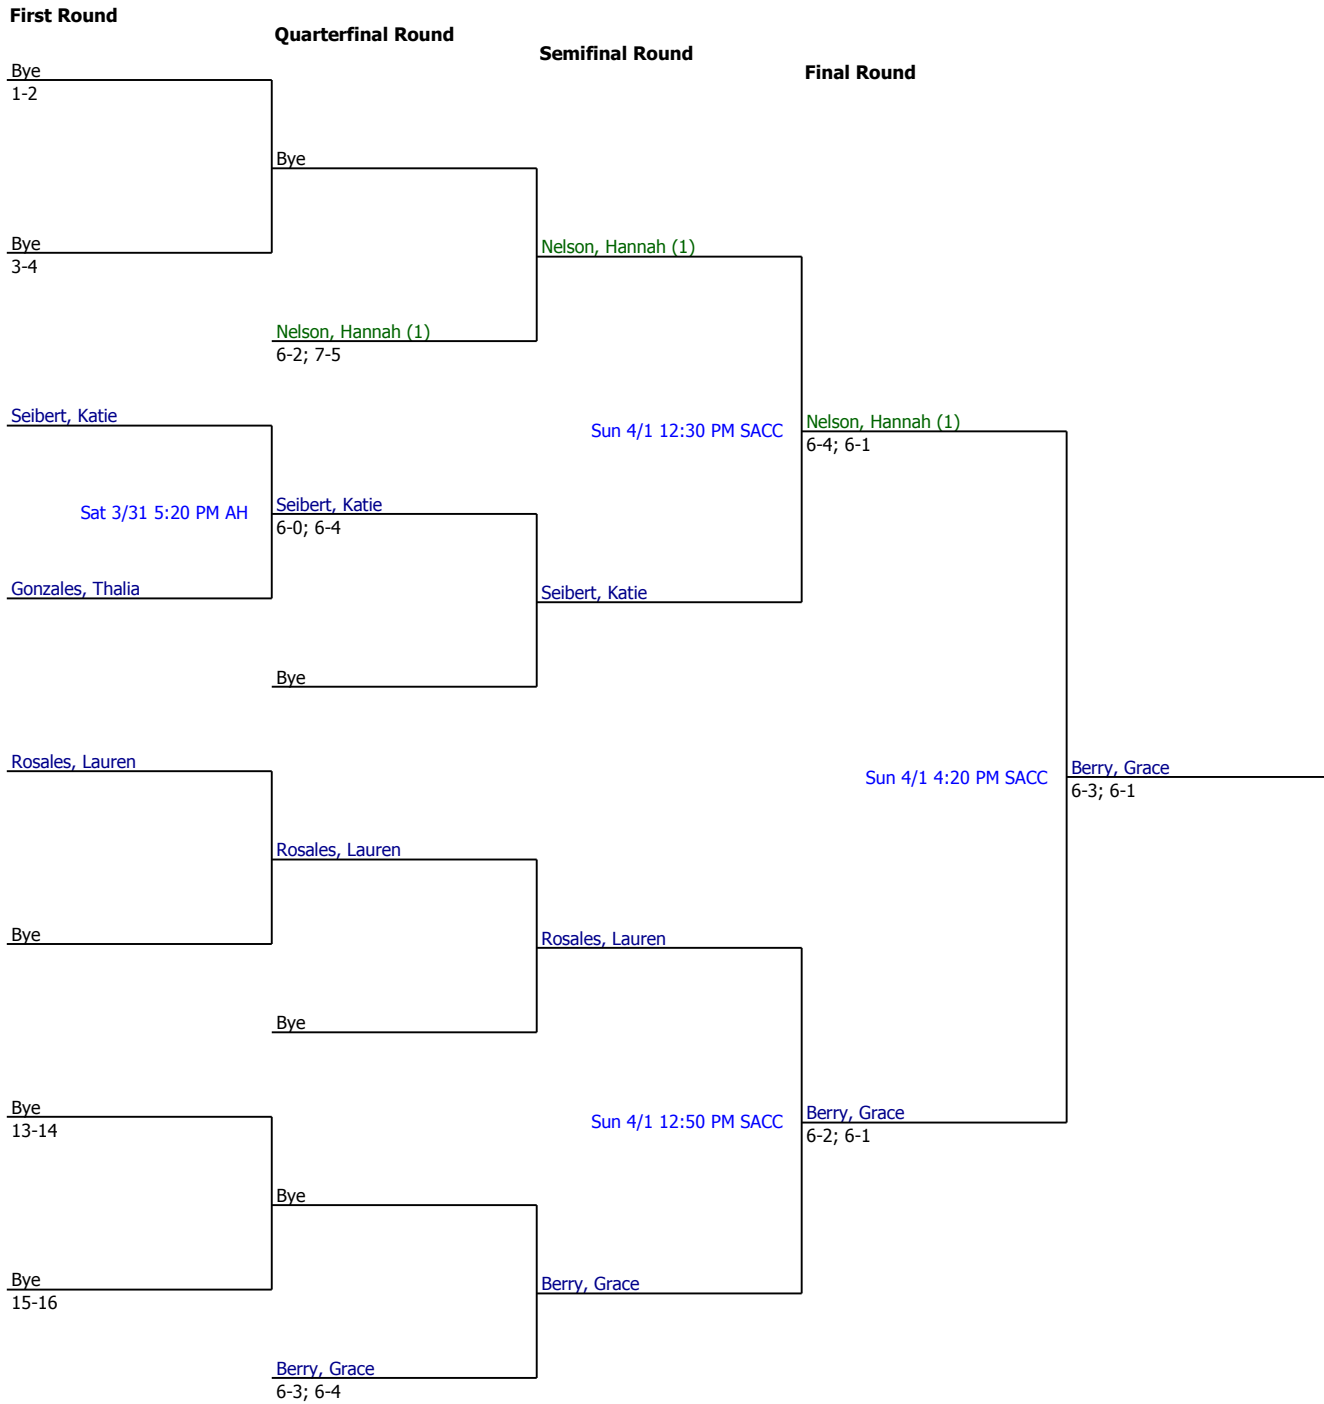 First Round
Quarterfinal Round
Semifinal Round
Final Round
Bye
1-2
Bye
Bye
3-4
Nelson, Hannah (1)
Nelson, Hannah (1)
6-2; 7-5
Seibert, Katie
Sun 4/1 12:30 PM SACC
Nelson, Hannah (1)
6-4; 6-1
Sat 3/31 5:20 PM AH
Seibert, Katie
6-0; 6-4
Gonzales, Thalia
Seibert, Katie
Bye
Rosales, Lauren
Sun 4/1 4:20 PM SACC
Berry, Grace
6-3; 6-1
Rosales, Lauren
Bye
Rosales, Lauren
Bye
Bye
13-14
Sun 4/1 12:50 PM SACC
Berry, Grace
6-2; 6-1
Bye
Bye
15-16
Berry, Grace
Berry, Grace
6-3; 6-4